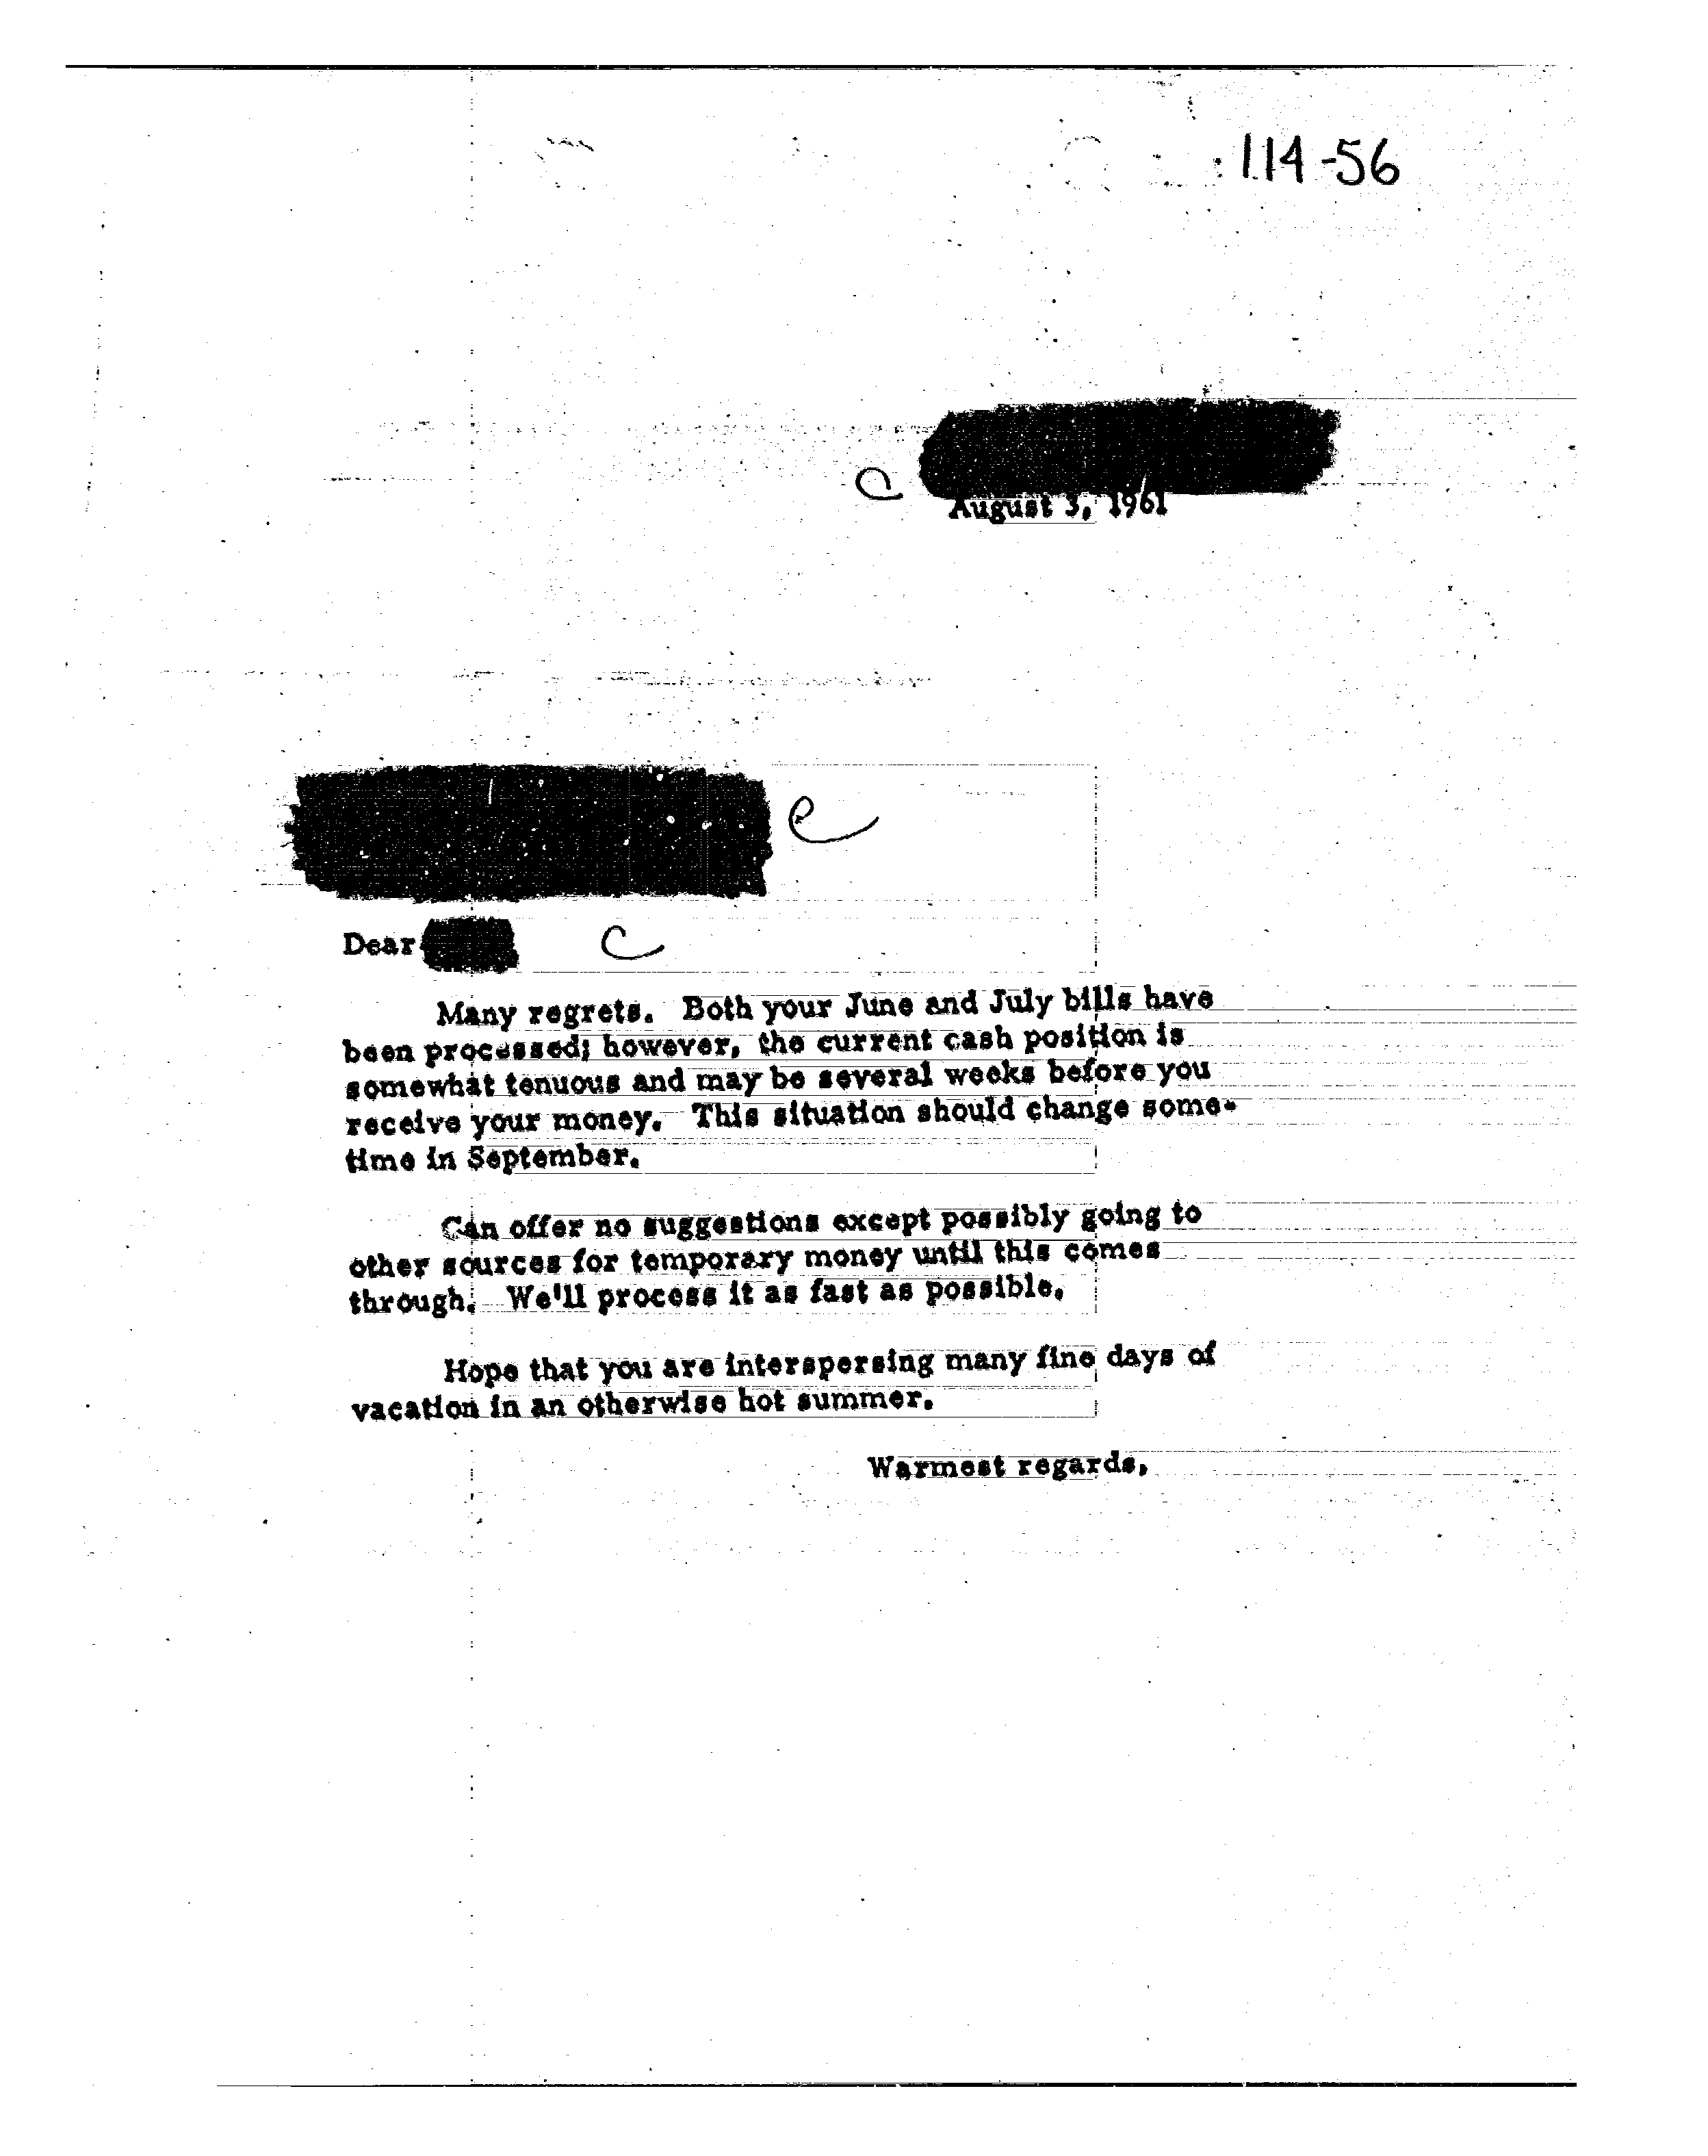 114-56
C
August 3, 1961
C
Dear
C
Many regrets. Both your June and July bills have
been processed; however, the current cash position is
somewhat tenuous and may be several weeks before you
receive your money. This situation should change some-
time in September.
Can offer no suggestions except possibly going to
other sources for temporary money until this comes
through. We'll process it as fast as possible.
Hope that you are interspersing many fine days of
vacation in an otherwise hot summer.
Warmest regards,